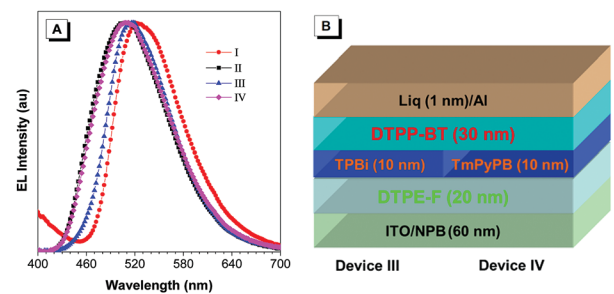 A
I
II
III
IV
EL Intensity (au)
400 460 520 580 640 700
Wavelength (nm)
B
Liq (1 nm)/Al
DTPP-BT (30 nm)
TPBi (10 nm) TmPyPB (10 nm)
DTPE-F (20 nm)
ITO/NPB (60 nm)
Device III Device IV